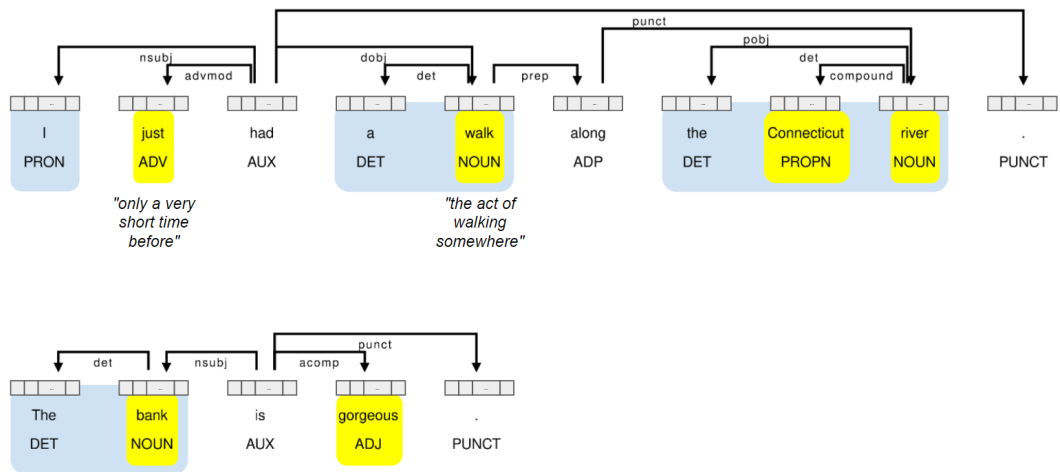 punct
nsubj dobj pobj
advmod det prep det
compound
I just had a walk along the Connecticut river .
PRON ADV AUX DET NOUN ADP DET PROPN NOUN PUNCT
"only a very "the act of
short time walking
before" somewhere"
punct
det nsubj acomp
The bank is gorgeous .
DET NOUN AUX ADJ PUNCT